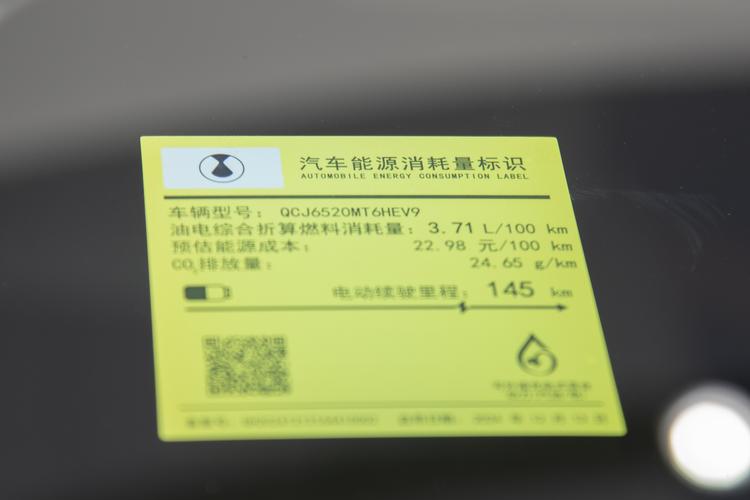 汽车能源消耗量标识
AUTOMOBILE ENERGY CONSUMPTION LABEL
车辆型号： QCJ6520MT6HEV9
油电综合折算燃料消耗量：3.71 L/100 km
预估能源成本： 22.98 元/100 km
CO₂排放量： 24.65 g/km
电动续驶里程： 145 km